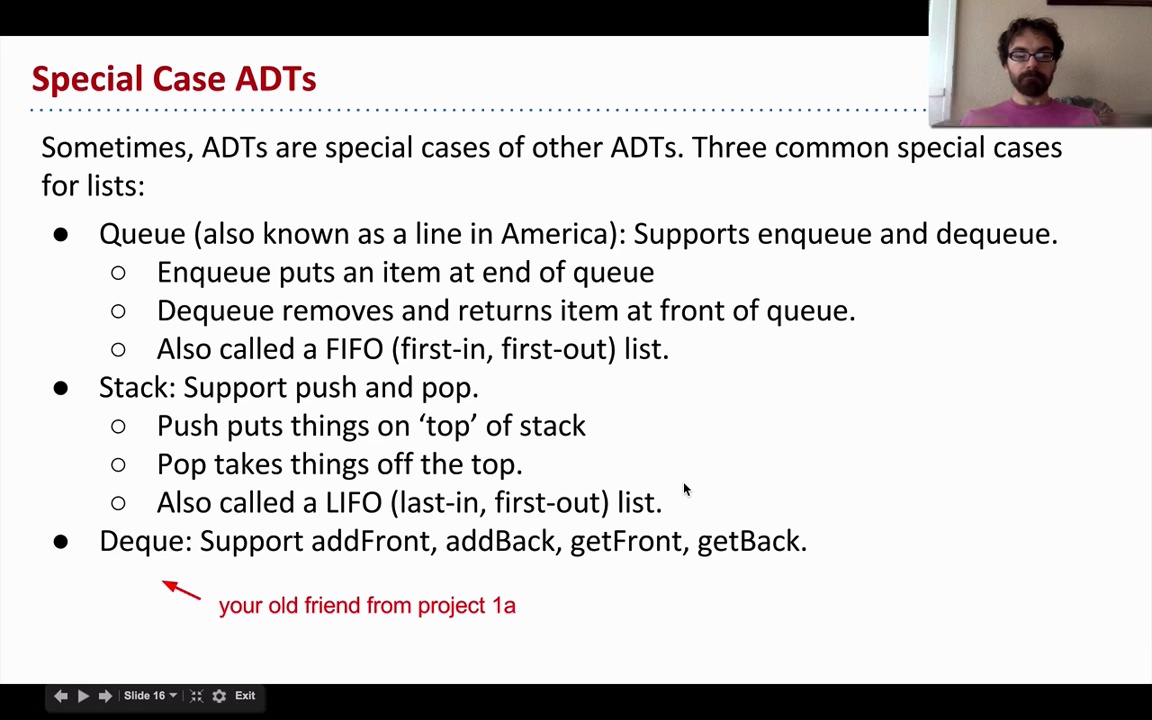 Special Case ADTs
Sometimes, ADTs are special cases of other ADTs. Three common special cases
for lists:
● Queue (also known as a line in America): Supports enqueue and dequeue.
○ Enqueue puts an item at end of queue
○ Dequeue removes and returns item at front of queue.
○ Also called a FIFO (first-in, first-out) list.
● Stack: Support push and pop.
○ Push puts things on ‘top’ of stack
○ Pop takes things off the top.
○ Also called a LIFO (last-in, first-out) list.
● Deque: Support addFront, addBack, getFront, getBack.
your old friend from project 1a
Slide 16 Exit